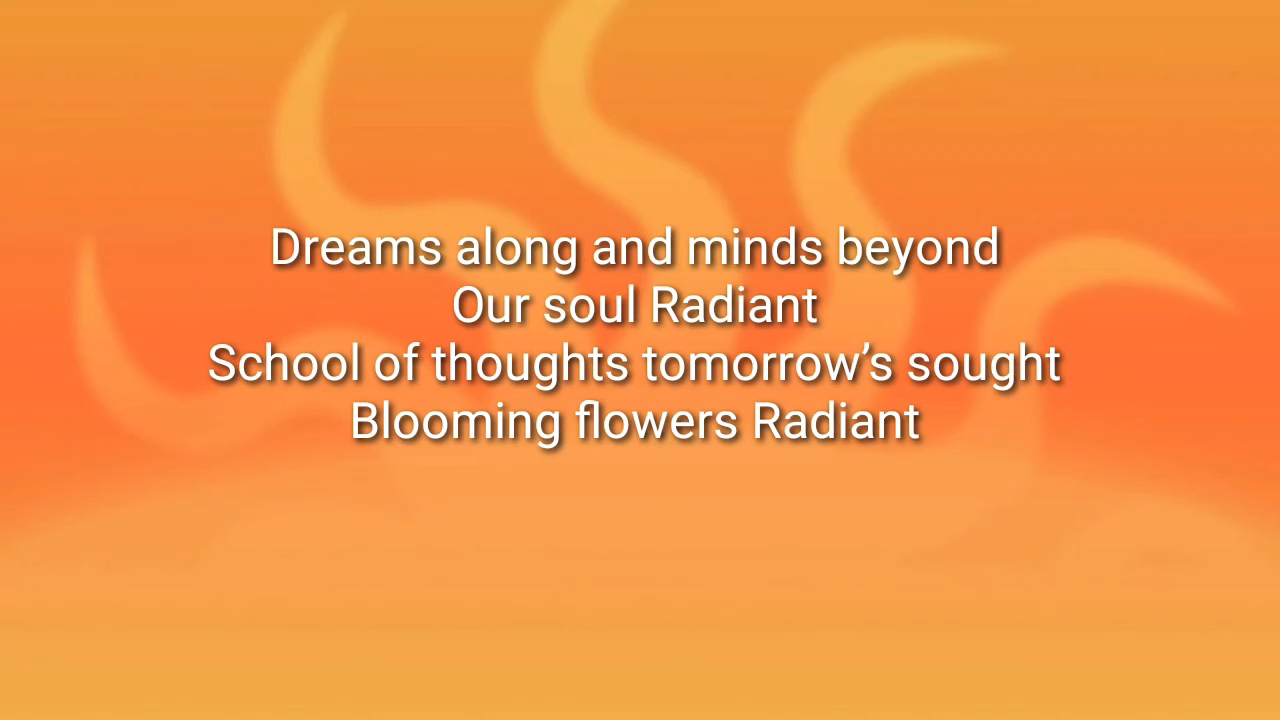 Dreams along and minds beyond
Our soul Radiant
School of thoughts tomorrow’s sought
Blooming flowers Radiant